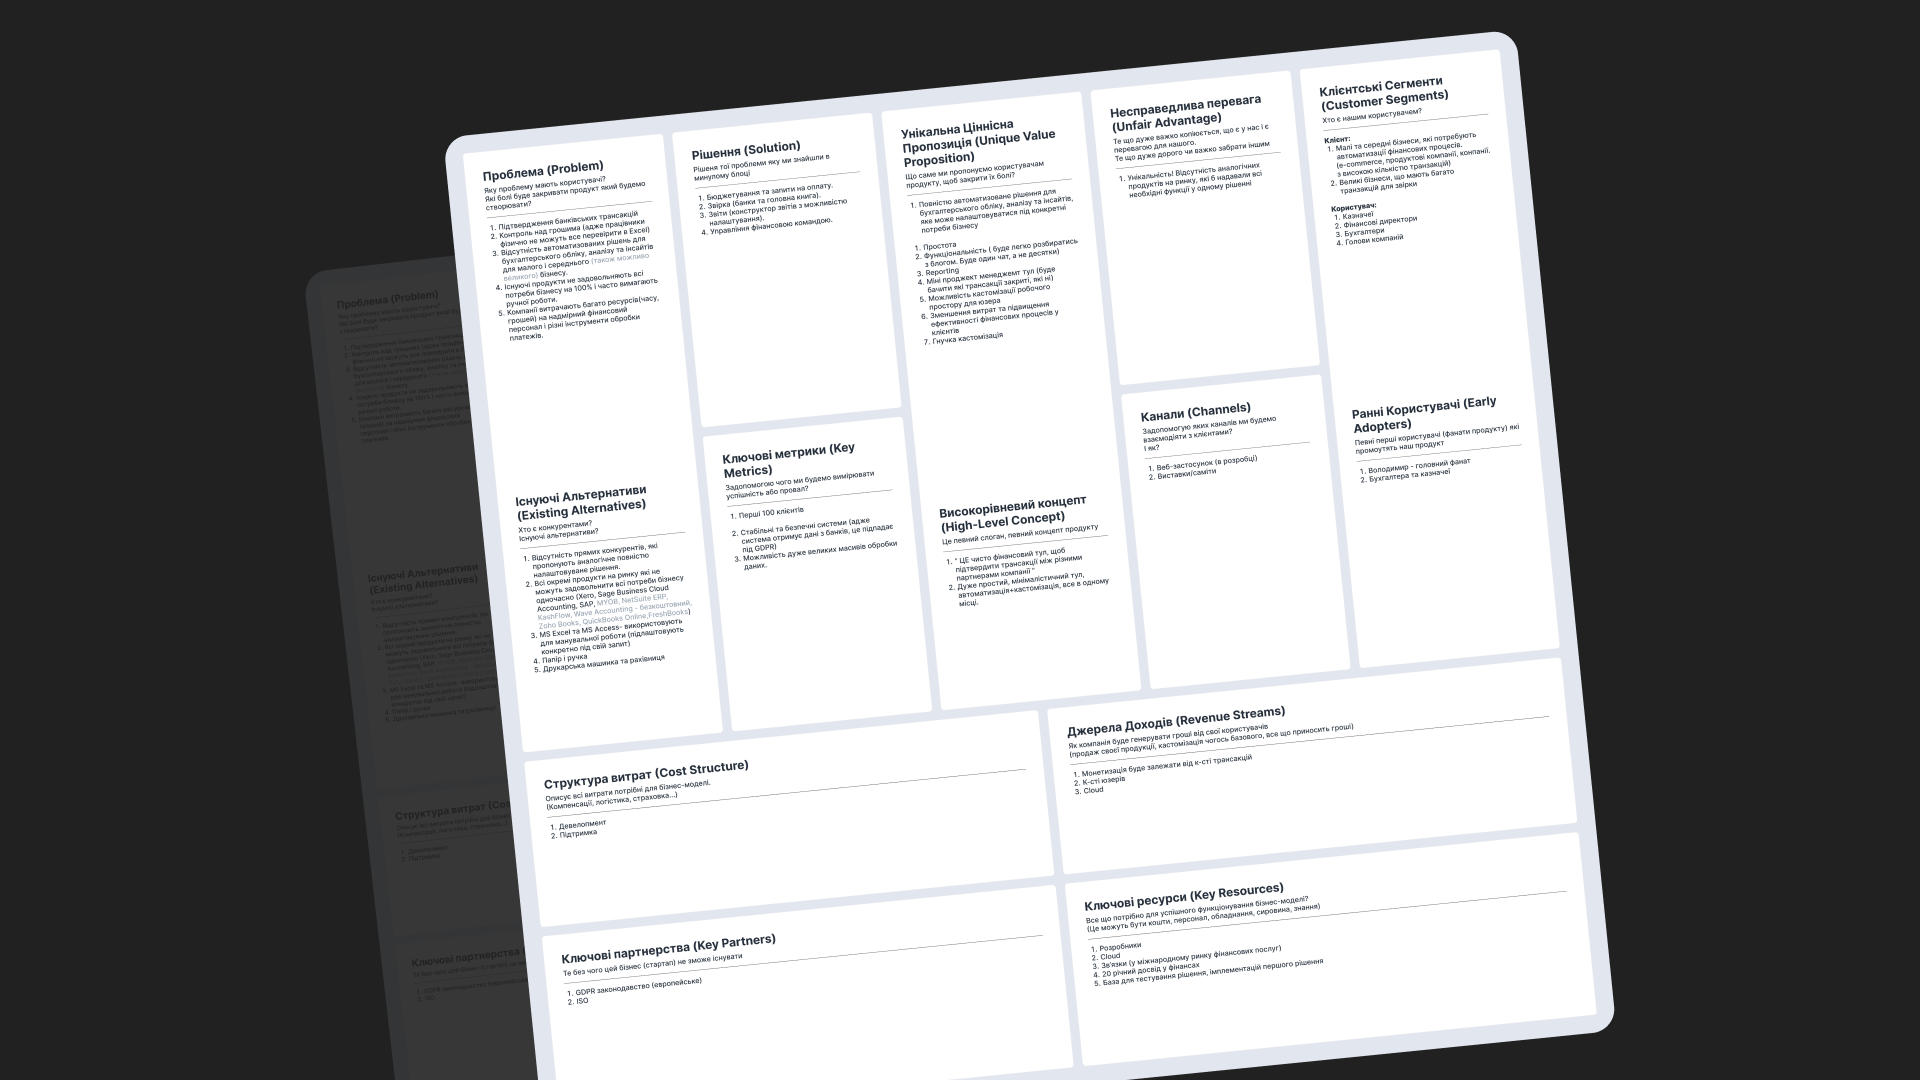 Проблема (Problem)
Яку проблему мають користувачі?
Які болі буде закривати продукт який будемо
створювати?
1. Підтвердження банківських трансакцій
2. Контроль над грошима (адже працівники
фізично не можуть все перевірити в Excel)
3. Відсутність автоматизованих рішень для
бухгалтерського обліку, аналізу та інсайтів
для малого і середнього (також можливо
великого) бізнесу.
4. Існуючі продукти не задовольняють всі
потреби бізнесу на 100% і часто вимагають
ручної роботи.
5. Компанії витрачають багато ресурсів(часу,
грошей) на надмірний фінансовий
персонал і різні інструменти обробки
платежів.
Існуючі Альтернативи
(Existing Alternatives)
Хто є конкурентами?
Існуючі альтернативи?
1. Відсутність прямих конкурентів, які
пропонують аналогічне повністю
налаштовуване рішення.
2. Всі окремі продукти на ринку які не
можуть задовольнити всі потреби бізнесу
одночасно (Xero, Sage Business Cloud
Accounting, SAP, MYOB, NetSuite ERP,
KashFlow, Wave Accounting - безкоштовний,
Zoho Books, QuickBooks Online,FreshBooks)
3. MS Excel та MS Access- використовують
для манувальної роботи (підлаштовують
конкретно під свій запит)
4. Папір і ручка
5. Друкарська машинка та рахівниця
Рішення (Solution)
Рішеня тої проблеми яку ми знайшли в
минулому блоці
1. Бюджетування та запити на оплату.
2. Звірка (банки та головна книга).
3. Звіти (конструктор звітів з можливістю
налаштування).
4. Управління фінансовою командою.
Ключові метрики (Key
Metrics)
Задопомогою чого ми будемо вимірювати
успішність або провал?
1. Перші 100 клієнтів
2. Стабільні та безпечні системи (адже
система отримує дані з банків, це підпадає
під GDPR)
3. Можливість дуже великих масивів обробки
даних.
Унікальна Ціннісна
Пропозиція (Unique Value
Proposition)
Що саме ми пропонуємо користувачам
продукту, щоб закрити їх болі?
1. Повністю автоматизоване рішення для
бухгалтерського обліку, аналізу та інсайтів,
яке може налаштовуватися під конкретні
потреби бізнесу
1. Простота
2. Функціональність ( буде легко розбиратись
з блогом. Буде один чат, а не десятки)
3. Reporting
4. Міні проджект менеджемт тул (буде
бачити які трансакції закриті, які ні)
5. Можливість кастомізації робочого
простору для юзера
6. Зменшення витрат та підвищення
ефективності фінансових процесів у
клієнтів
7. Гнучка кастомізація
Високорівневий концепт
(High-Level Concept)
Це певний слоган, певний концепт продукту
1. " ЦЕ чисто фінансовий тул, щоб
підтвердити трансакції між різними
партнерами компанії "
2. Дуже простий, мінімалістичний тул,
автоматизація+кастомізація, все в одному
місці.
Несправедлива перевага
(Unfair Advantage)
Те що дуже важко копіюється, що є у нас і є
перевагою для нашого.
Те що дуже дорого чи важко забрати іншим
1. Унікальність! Відсутність аналогічних
продуктів на ринку, які б надавали всі
необхідні функції у одному рішенні
Канали (Channels)
Задопомогую яких каналів ми будемо
взаємодіяти з клієнтами?
І як?
1. Веб-застосунок (в розробці)
2. Виставки/саміти
Клієнтські Сегменти
(Customer Segments)
Хто є нашим користувачем?
Клієнт:
1. Малі та середні бізнеси, які потребують
автоматизації фінансових процесів.
(e-commerce, продуктові компанії, конпанії.
з високою кількістю транзакцій)
2. Великі бізнеси, що мають багато
транзакцій для звірки
Користувач:
1. Казначеї
2. Фінансові директори
3. Бухгалтери
4. Голови компаній
Ранні Користувачі (Early
Adopters)
Певні перші користувачі (фанати продукту) які
промоутять наш продукт
1. Володимир - головний фанат
2. Бухгалтера та казначеї
Структура витрат (Cost Structure)
Описує всі витрати потрібні для бізнес-моделі.
(Компенсації, логістика, страховка...)
1. Девелопмент
2. Підтримка
Джерела Доходів (Revenue Streams)
Як компанія буде генерувати гроші від свої користувачів
(продаж своєї продукції, кастомізація чогось базового, все що приносить гроші)
1. Монетизація буде залежати від к-сті трансакцій
2. К-сті юзерів
3. Cloud
Ключові партнерства (Key Partners)
Те без чого цей бізнес (стартап) не зможе існувати
1. GDPR законодавство (європейське)
2. ISO
Ключові ресурси (Key Resources)
Все що потрібно для успішного функціонування бізнес-моделі?
(Це можуть бути кошти, персонал, обладнання, сировина, знання)
1. Розробники
2. Cloud
3. Зв'язки (у міжнародному ринку фінансових послуг)
4. 20 річний досвід у фінансах
5. База для тестування рішення, імплементацій першого рішення